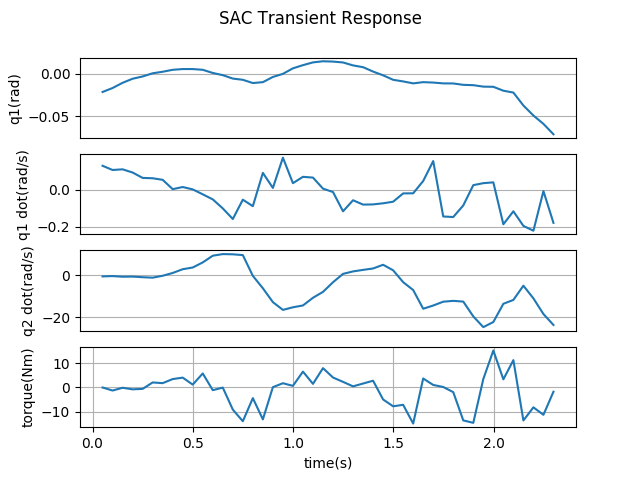 SAC Transient Response
q1(rad)
0.00
−0.05
q1 dot(rad/s)
0.0
−0.2
q2 dot(rad/s)
0
−20
torque(Nm)
10
0
−10
0.0 0.5 1.0 1.5 2.0
time(s)